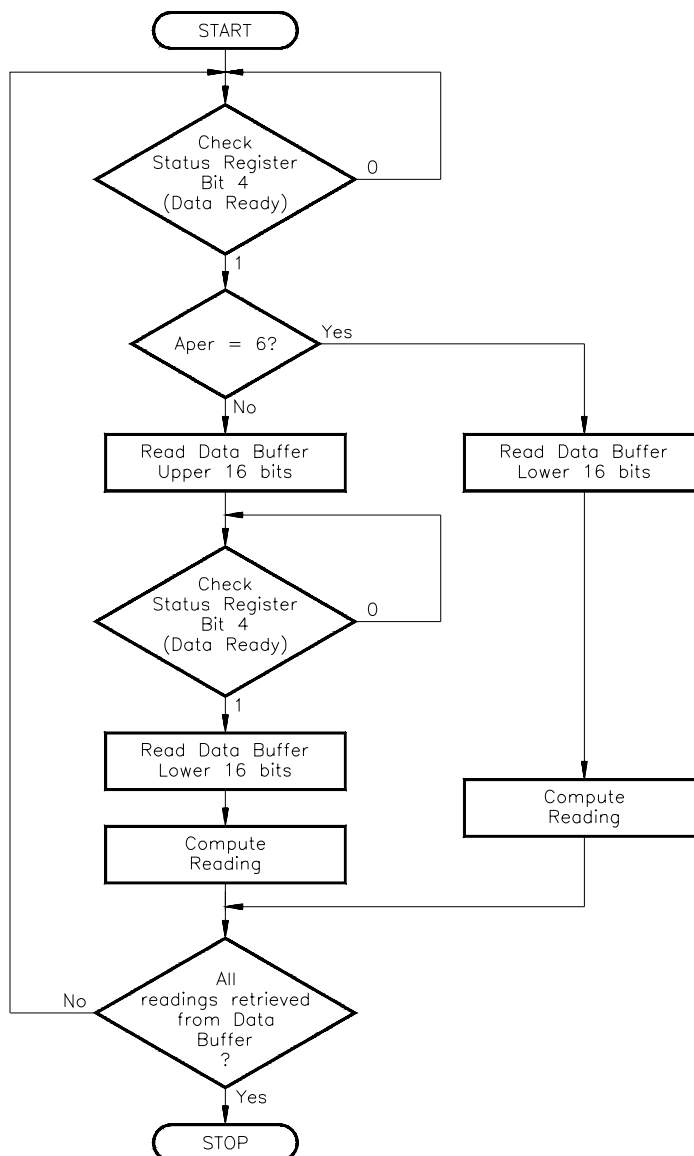 START
Check
Status Register
Bit 4
(Data Ready)
0
1
Aper = 6?
Yes
No
Read Data Buffer
Upper 16 bits
Read Data Buffer
Lower 16 bits
Check
Status Register
Bit 4
(Data Ready)
0
1
Read Data Buffer
Lower 16 bits
Compute
Reading
Compute
Reading
All
readings retrieved
from Data
Buffer
?
No
Yes
STOP